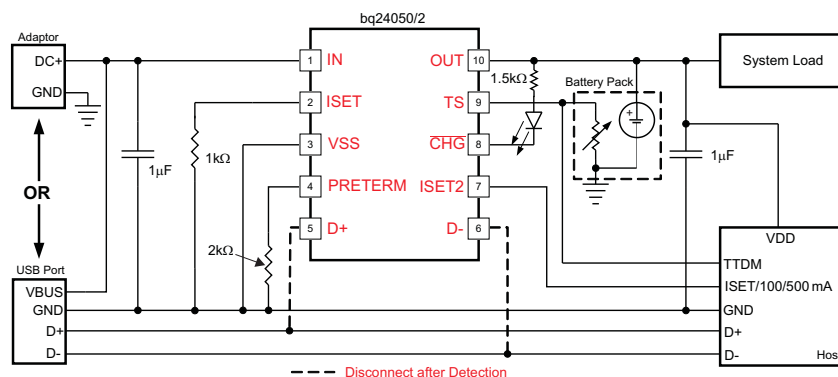 bq24050/2
Adaptor
DC+
GND
OR
USB Port
VBUS
GND
D+
D-
1μF
1kΩ
2kΩ
1 IN
2 ISET
3 VSS
4 PRETERM
5 D+
OUT 10
TS 9
CHG 8
ISET2 7
D- 6
1.5kΩ
Battery Pack
+
1μF
System Load
VDD
TTDM
ISET/100/500 mA
GND
D+
D-
Hos
Disconnect after Detection